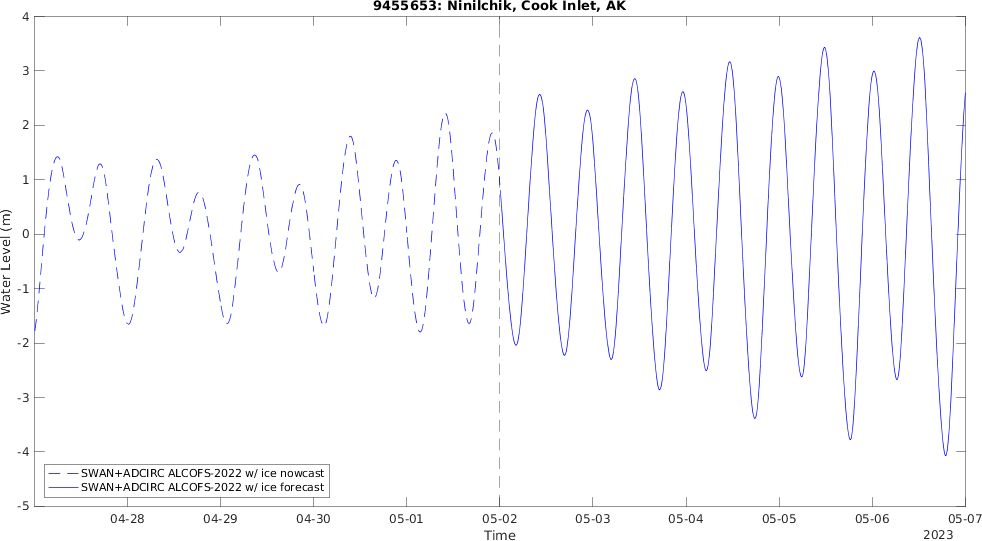 9455653: Ninilchik, Cook Inlet, AK
4
3
2
1
0
-1
-2
-3
-4
-5
Water Level (m)
SWAN+ADCIRC ALCOFS-2022 w/ ice nowcast
SWAN+ADCIRC ALCOFS-2022 w/ ice forecast
04-28 04-29 04-30 05-01 05-02 05-03 05-04 05-05 05-06 05-07
Time
2023